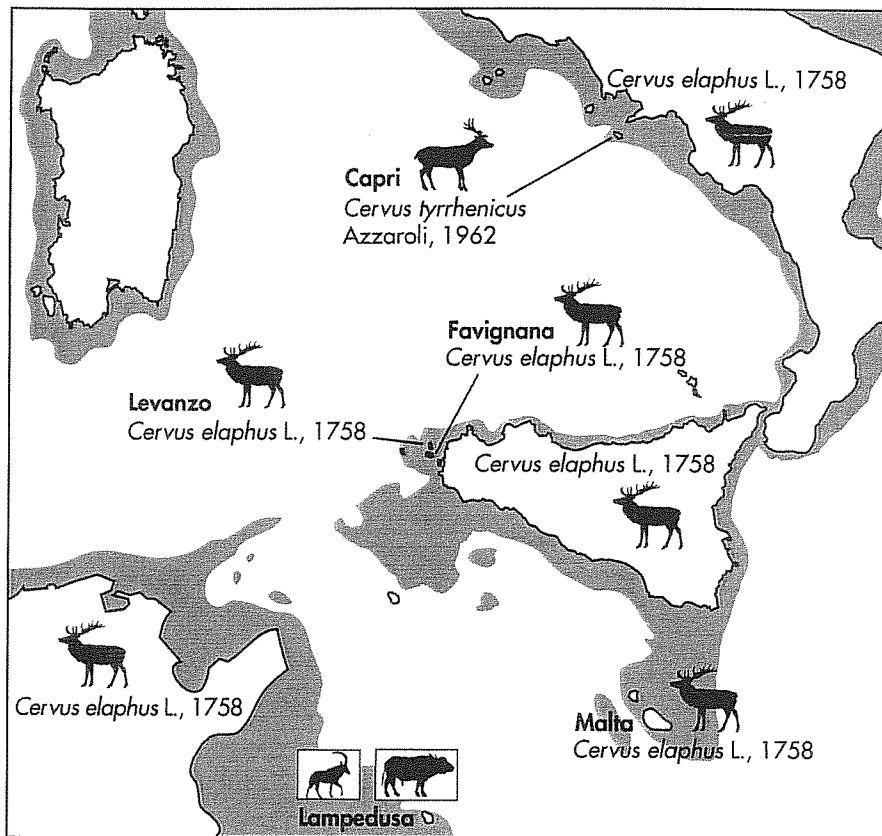 Cervus elaphus L., 1758
Capri
Cervus tyrrhenicus
Azzaroli, 1962
Favignana
Cervus elaphus L., 1758
Levanzo
Cervus elaphus L., 1758
Cervus elaphus L., 1758
Cervus elaphus L., 1758
Malta
Cervus elaphus L., 1758
Lampedusa